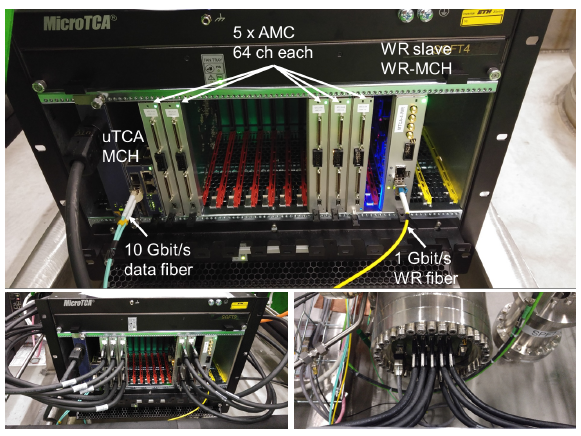 MicroTCA®
5 x AMC
64 ch each
WR slave
WR-MCH
uTCA
MCH
10 Gbit/s
data fiber
1 Gbit/s
WR fiber
MicroTCA®